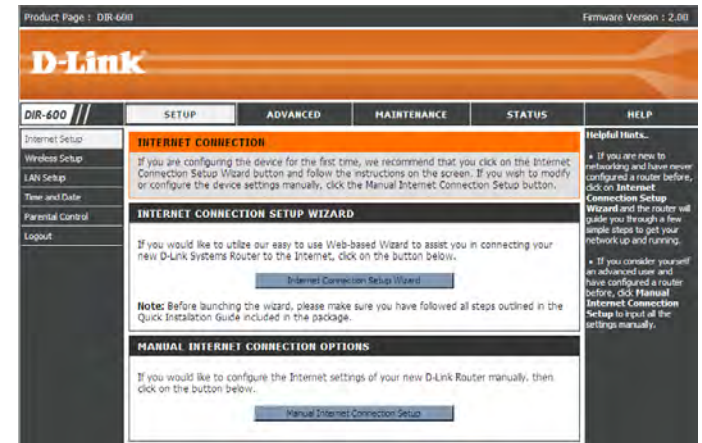 Product Page : DIR-600
Firmware Version : 2.00
D-Link
DIR-600
SETUP
ADVANCED
MAINTENANCE
STATUS
HELP
Internet Setup
Wireless Setup
LAN Setup
Time and Date
Parental Control
Logout
INTERNET CONNECTION
If you are configuring the device for the first time, we recommend that you click on the Internet
Connection Setup Wizard button and follow the instructions on the screen. If you wish to modify
or configure the device settings manually, click the Manual Internet Connection Setup button.
INTERNET CONNECTION SETUP WIZARD
If you would like to utilize our easy to use Web-based Wizard to assist you in connecting your
new D-Link Systems Router to the Internet, click on the button below.
Internet Connection Setup Wizard
Note: Before launching the wizard, please make sure you have followed all steps outlined in the
Quick Installation Guide included in the package.
MANUAL INTERNET CONNECTION OPTIONS
If you would like to configure the Internet settings of your new D-Link Router manually, then
click on the button below.
Manual Internet Connection Setup
Helpful Hints..
• If you are new to
networking and have never
configured a router before,
click on Internet
Connection Setup
Wizard and the router will
guide you through a few
simple steps to get your
network up and running.
• If you consider yourself
an advanced user and
have configured a router
before, click Manual
Internet Connection
Setup to input all the
settings manually.